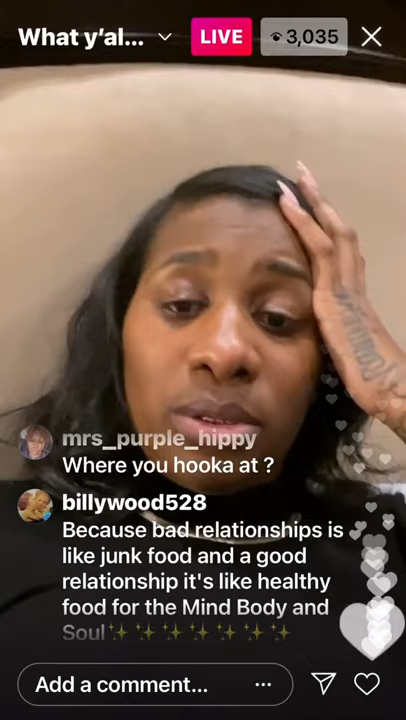 What y'al...
LIVE
3,035
mrs_purple_hippy
Where you hooka at ?
billywood528
Because bad relationships is
like junk food and a good
relationship it's like healthy
food for the Mind Body and
Soul✨✨✨✨✨✨✨
Add a comment...